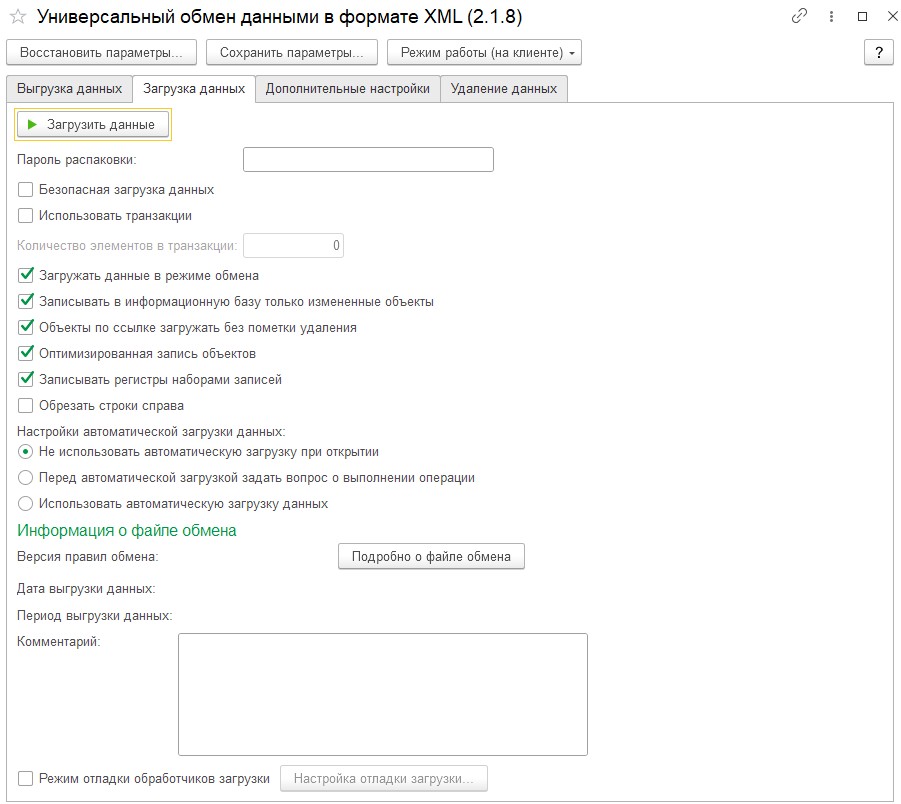 Универсальный обмен данными в формате XML (2.1.8)
Восстановить параметры... Сохранить параметры... Режим работы (на клиенте) ?
Выгрузка данных Загрузка данных Дополнительные настройки Удаление данных
Загрузить данные
Пароль распаковки:
Безопасная загрузка данных
Использовать транзакции
Количество элементов в транзакции: 0
Загружать данные в режиме обмена
Записывать в информационную базу только измененные объекты
Объекты по ссылке загружать без пометки удаления
Оптимизированная запись объектов
Записывать регистры наборами записей
Обрезать строки справа
Настройки автоматической загрузки данных:
Не использовать автоматическую загрузку при открытии
Перед автоматической загрузкой задать вопрос о выполнении операции
Использовать автоматическую загрузку данных
Информация о файле обмена
Версия правил обмена: Подробно о файле обмена
Дата выгрузки данных:
Период выгрузки данных:
Комментарий:
Режим отладки обработчиков загрузки Настройка отладки загрузки...